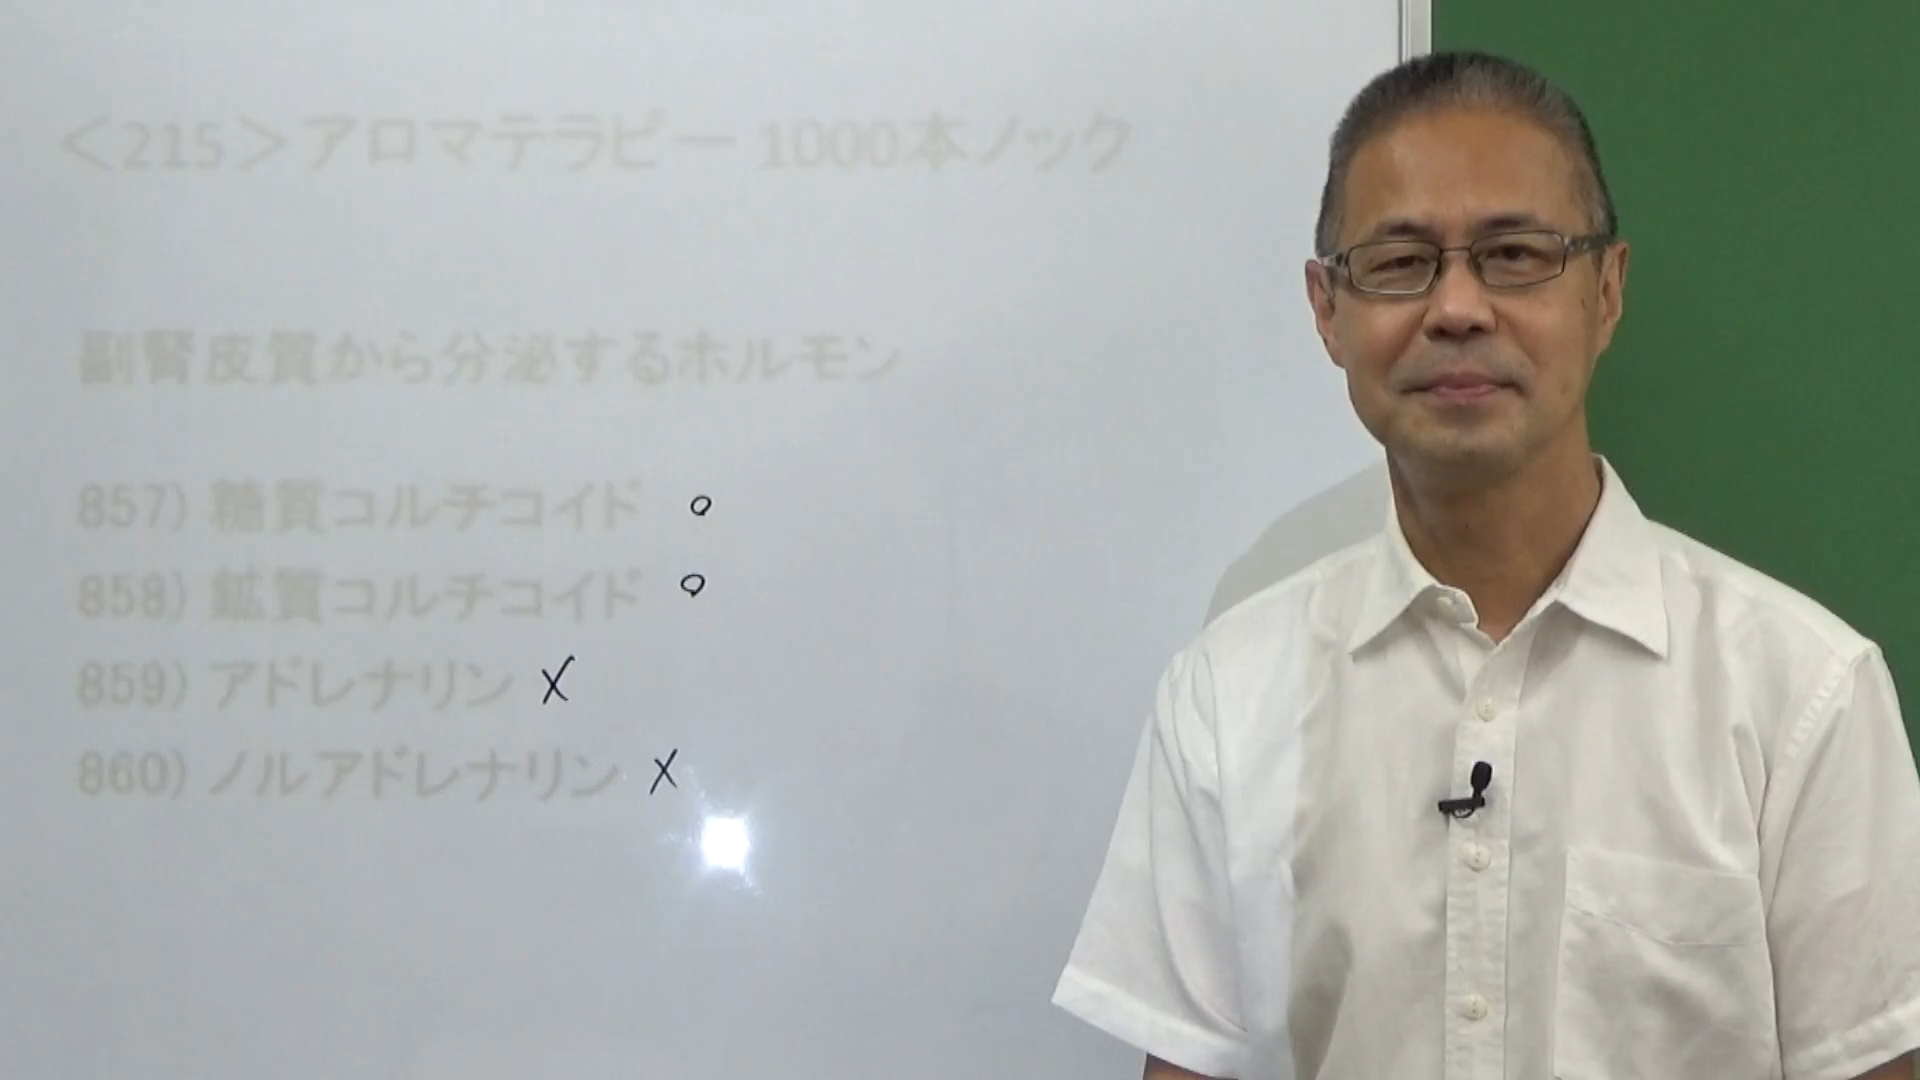 ＜215＞アロマテラピー 1000本ノック
副腎皮質から分泌するホルモン
857) 糖質コルチコイド ○
858) 鉱質コルチコイド ○
859) アドレナリン ×
860) ノルアドレナリン ×